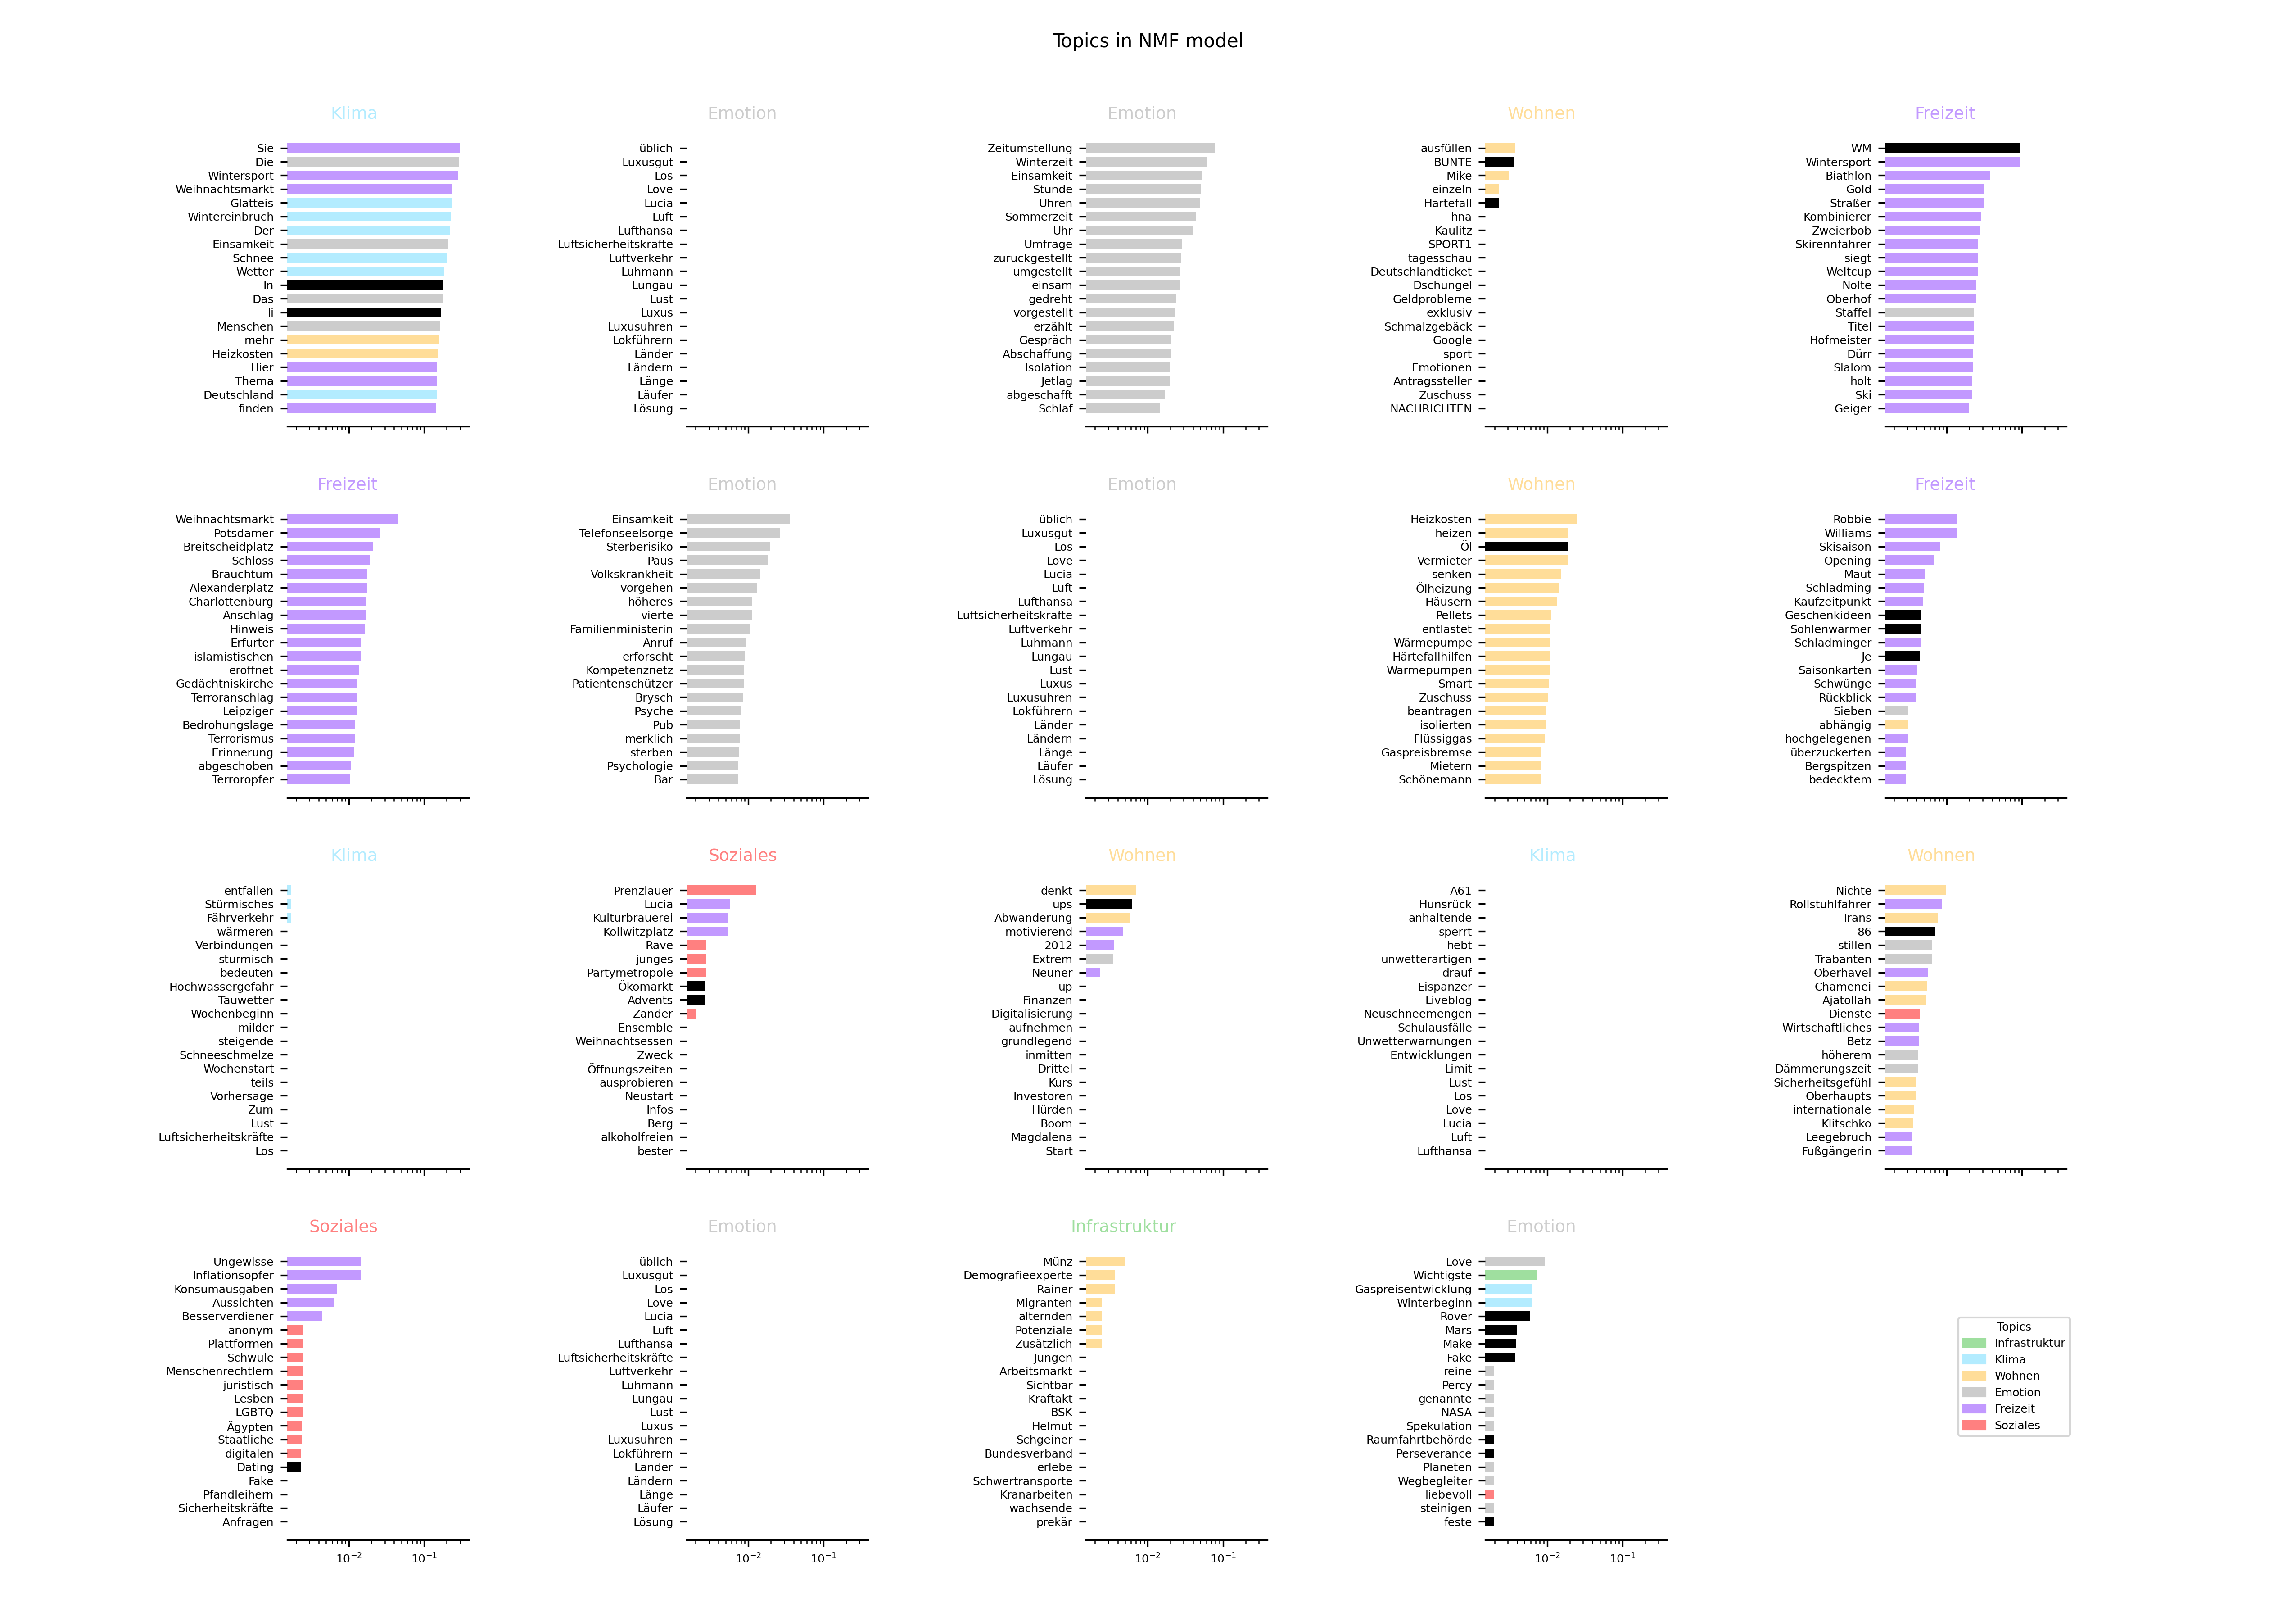 Topics in NMF model
Klima
Sie
Die
Wintersport
Weihnachtsmarkt
Glatteis
Wintereinbruch
Der
Einsamkeit
Schnee
Wetter
In
Das
li
Menschen
mehr
Heizkosten
Hier
Thema
Deutschland
finden
Emotion
üblich
Luxusgut
Los
Love
Lucia
Luft
Lufthansa
Luftsicherheitskräfte
Luftverkehr
Luhmann
Lungau
Lust
Luxus
Luxusuhren
Lokführern
Länder
Ländern
Länge
Läufer
Lösung
Emotion
Zeitumstellung
Winterzeit
Einsamkeit
Stunde
Uhren
Sommerzeit
Uhr
Umfrage
zurückgestellt
umgestellt
einsam
gedreht
vorgestellt
erzählt
Gespräch
Abschaffung
Isolation
Jetlag
abgeschafft
Schlaf
Wohnen
ausfüllen
BUNTE
Mike
einzeln
Härtefall
hna
Kaulitz
SPORT1
tagesschau
Deutschlandticket
Dschungel
Geldprobleme
exklusiv
Schmalzgebäck
Google
sport
Emotionen
Antragssteller
Zuschuss
NACHRICHTEN
Freizeit
WM
Wintersport
Biathlon
Gold
Straßer
Kombinierer
Zweierbob
Skirennfahrer
siegt
Weltcup
Nolte
Oberhof
Staffel
Titel
Hofmeister
Dürr
Slalom
holt
Ski
Geiger
Freizeit
Weihnachtsmarkt
Potsdamer
Breitscheidplatz
Schloss
Brauchtum
Alexanderplatz
Charlottenburg
Anschlag
Hinweis
Erfurter
islamistischen
eröffnet
Gedächtniskirche
Terroranschlag
Leipziger
Bedrohungslage
Terrorismus
Erinnerung
abgeschoben
Terroropfer
Emotion
Einsamkeit
Telefonseelsorge
Sterberisiko
Paus
Volkskrankheit
vorgehen
höheres
vierte
Familienministerin
Anruf
erforscht
Kompetenznetz
Patientenschützer
Brysch
Psyche
Pub
merklich
sterben
Psychologie
Bar
Emotion
üblich
Luxusgut
Los
Love
Lucia
Luft
Lufthansa
Luftsicherheitskräfte
Luftverkehr
Luhmann
Lungau
Lust
Luxus
Luxusuhren
Lokführern
Länder
Ländern
Länge
Läufer
Lösung
Wohnen
Heizkosten
heizen
Öl
Vermieter
senken
Ölheizung
Häusern
Pellets
entlastet
Wärmepumpe
Härtefallhilfen
Wärmepumpen
Smart
Zuschuss
beantragen
isolierten
Flüssiggas
Gaspreisbremse
Mietern
Schönemann
Freizeit
Robbie
Williams
Skisaison
Opening
Maut
Schladming
Kaufzeitpunkt
Geschenkideen
Sohlenwärmer
Schladminger
Je
Saisonkarten
Schwünge
Rückblick
Sieben
abhängig
hochgelegenen
überzuckerten
Bergspitzen
bedecktem
Klima
entfallen
Stürmisches
Fährverkehr
wärmeren
Verbindungen
stürmisch
bedeuten
Hochwassergefahr
Tauwetter
Wochenbeginn
milder
steigende
Schneeschmelze
Wochenstart
teils
Vorhersage
Zum
Lust
Luftsicherheitskräfte
Los
Soziales
Prenzlauer
Lucia
Kulturbrauerei
Kollwitzplatz
Rave
junges
Partymetropole
Ökomarkt
Advents
Zander
Ensemble
Weihnachtsessen
Zweck
Öffnungszeiten
ausprobieren
Neustart
Infos
Berg
alkoholfreien
bester
Wohnen
denkt
ups
Abwanderung
motivierend
2012
Extrem
Neuner
up
Finanzen
Digitalisierung
aufnehmen
grundlegend
inmitten
Drittel
Kurs
Investoren
Hürden
Boom
Magdalena
Start
Klima
A61
Hunsrück
anhaltende
sperrt
hebt
unwetterartigen
drauf
Eispanzer
Liveblog
Neuschneemengen
Schulausfälle
Unwetterwarnungen
Entwicklungen
Limit
Lust
Los
Love
Lucia
Luft
Lufthansa
Wohnen
Nichte
Rollstuhlfahrer
Irans
86
stillen
Trabanten
Oberhavel
Chamenei
Ajatollah
Dienste
Wirtschaftliches
Betz
höherem
Dämmerungszeit
Sicherheitsgefühl
Oberhaupts
internationale
Klitschko
Leegebruch
Fußgängerin
Soziales
Ungewisse
Inflationsopfer
Konsumausgaben
Aussichten
Besserverdiener
anonym
Plattformen
Schwule
Menschenrechtlern
juristisch
Lesben
LGBTQ
Ägypten
Staatliche
digitalen
Dating
Fake
Pfandleihern
Sicherheitskräfte
Anfragen
10⁻² 10⁻¹
Emotion
üblich
Luxusgut
Los
Love
Lucia
Luft
Lufthansa
Luftsicherheitskräfte
Luftverkehr
Luhmann
Lungau
Lust
Luxus
Luxusuhren
Lokführern
Länder
Ländern
Länge
Läufer
Lösung
10⁻² 10⁻¹
Infrastruktur
Münz
Demografieexperte
Rainer
Migranten
alternden
Potenziale
Zusätzlich
Jungen
Arbeitsmarkt
Sichtbar
Kraftakt
BSK
Helmut
Schgeiner
Bundesverband
erlebe
Schwertransporte
Kranarbeiten
wachsende
prekär
10⁻² 10⁻¹
Emotion
Love
Wichtigste
Gaspreisentwicklung
Winterbeginn
Rover
Mars
Make
Fake
reine
Percy
genannte
NASA
Spekulation
Raumfahrtbehörde
Perseverance
Planeten
Wegbegleiter
liebevoll
steinigen
feste
10⁻² 10⁻¹
Topics
Infrastruktur
Klima
Wohnen
Emotion
Freizeit
Soziales